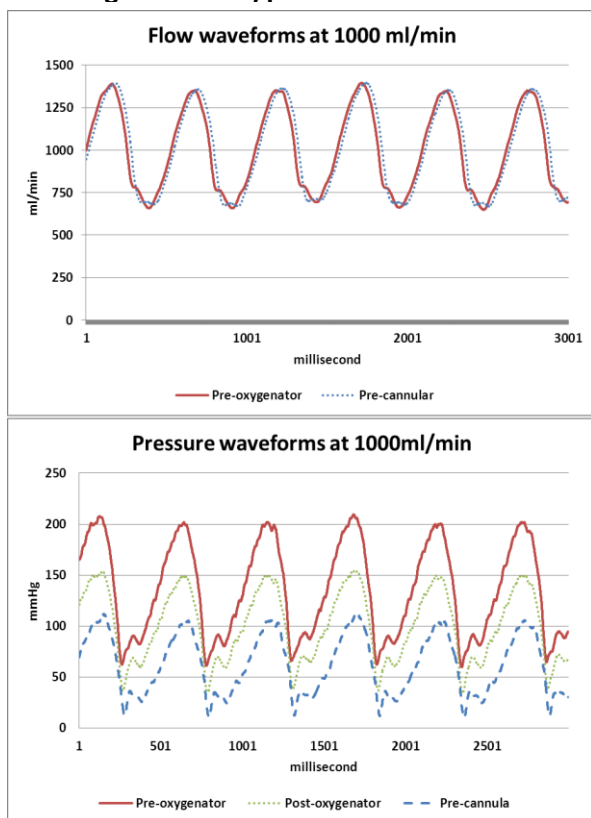 Flow waveforms at 1000 ml/min
1500
1250
1000
750
500
250
0
ml/min
1 1001 2001 3001
millisecond
Pre-oxygenator Pre-cannular
Pressure waveforms at 1000ml/min
250
200
150
100
50
0
mmHg
1 501 1001 1501 2001 2501
millisecond
Pre-oxygenator Post-oxygenator Pre-cannula